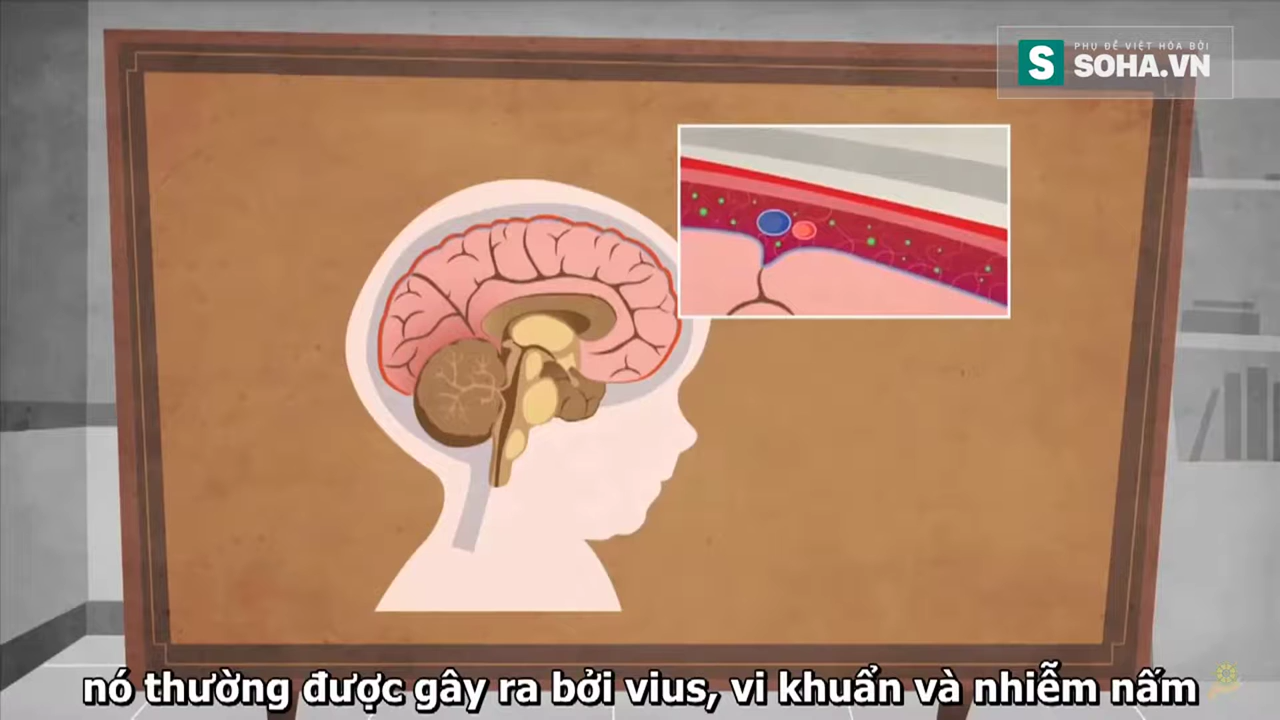 S
PHỤ ĐỀ VIỆT HÓA BỞI
SOHA.VN
nó thường được gây ra bởi vius, vi khuẩn và nhiễm nấm